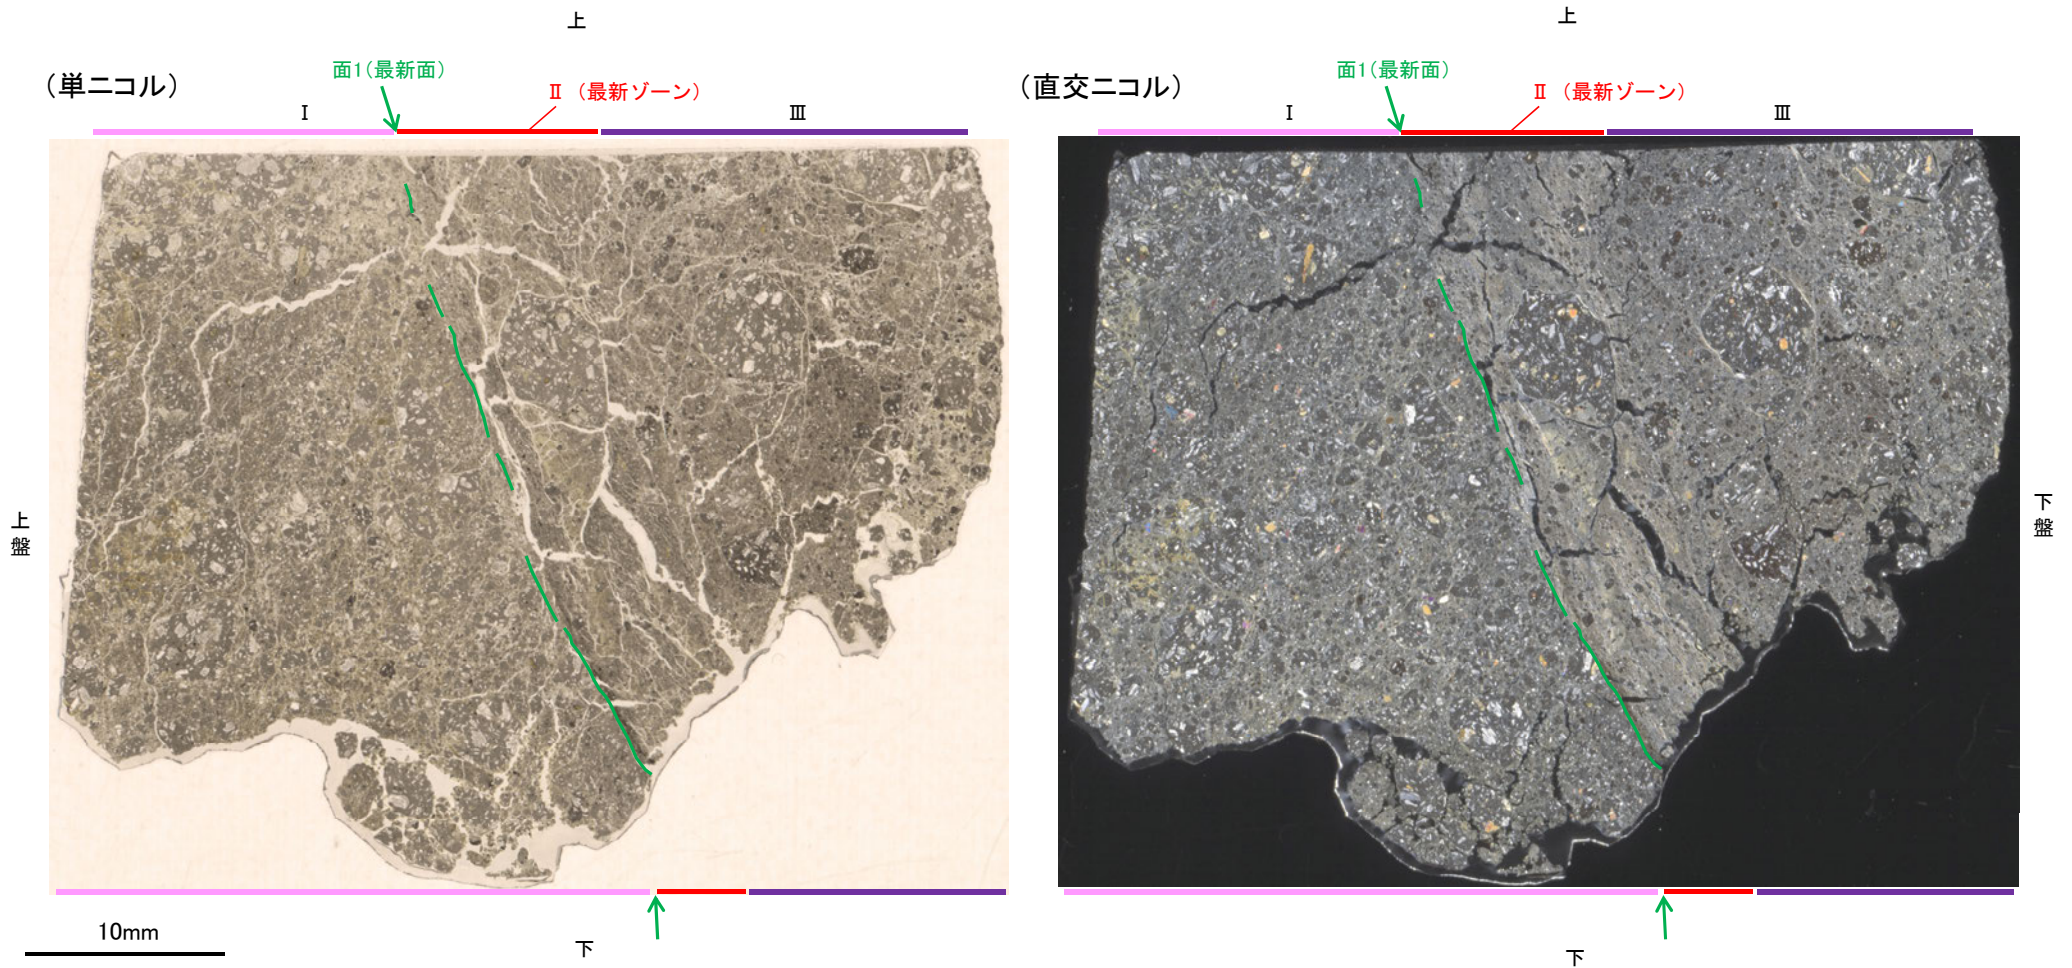 上
面1(最新面)
(単ニコル)
Ⅱ (最新ゾーン)
Ⅰ
Ⅲ
上盤
10mm
下
上
面1(最新面)
(直交ニコル)
Ⅱ (最新ゾーン)
Ⅰ
Ⅲ
下盤
下